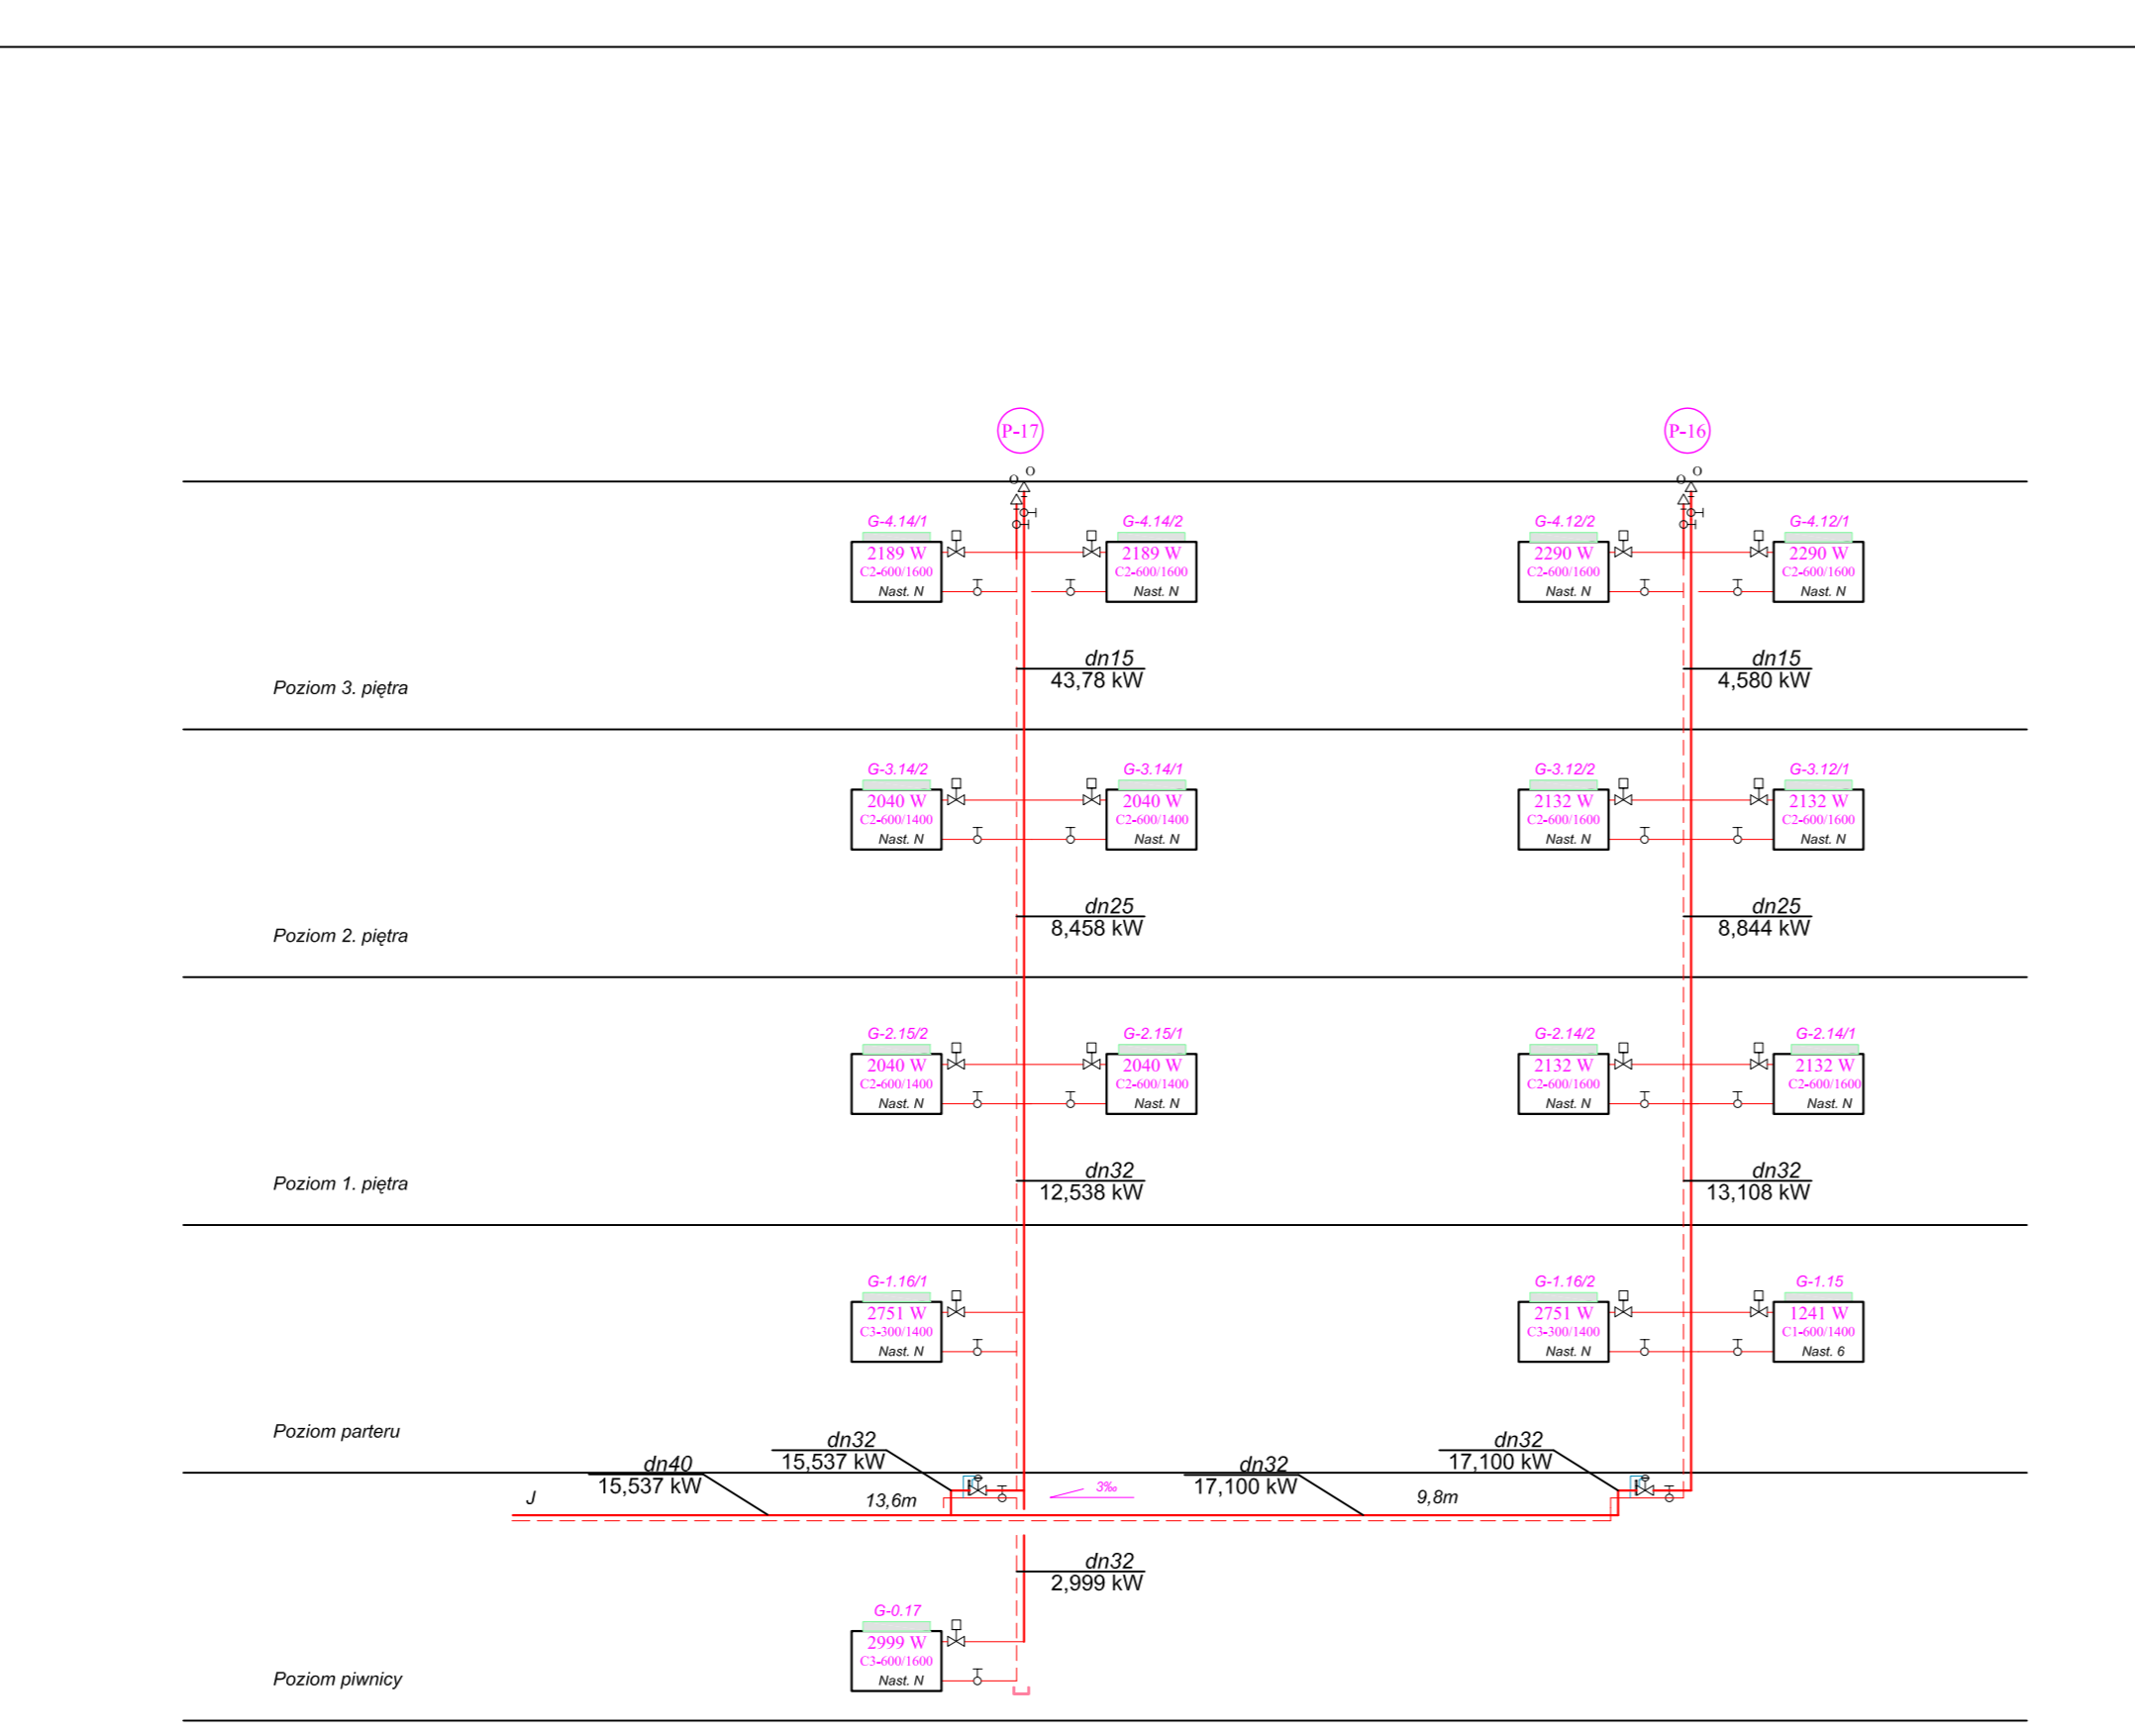 P-17
P-16
O
O
O
O
G-4.14/1
G-4.14/2
G-4.12/2
G-4.12/1
2189 W
2189 W
2290 W
2290 W
C2-600/1600
C2-600/1600
C2-600/1600
C2-600/1600
Nast. N
Nast. N
Nast. N
Nast. N
dn15
dn15
Poziom 3. piętra
43,78 kW
4,580 kW
G-3.14/2
G-3.14/1
G-3.12/2
G-3.12/1
2040 W
2040 W
2132 W
2132 W
C2-600/1400
C2-600/1400
C2-600/1600
C2-600/1600
Nast. N
Nast. N
Nast. N
Nast. N
dn25
dn25
Poziom 2. piętra
8,458 kW
8,844 kW
G-2.15/2
G-2.15/1
G-2.14/2
G-2.14/1
2040 W
2040 W
2132 W
2132 W
C2-600/1400
C2-600/1400
C2-600/1600
C2-600/1600
Nast. N
Nast. N
Nast. N
Nast. N
dn32
dn32
Poziom 1. piętra
12,538 kW
13,108 kW
G-1.16/1
G-1.16/2
G-1.15
2751 W
2751 W
1241 W
C3-300/1400
C3-300/1400
C1-600/1400
Nast. N
Nast. N
Nast. 6
Poziom parteru
dn32
15,537 kW
dn32
17,100 kW
dn40
15,537 kW
dn32
17,100 kW
J
13,6m
3‰
9,8m
dn32
2,999 kW
G-0.17
2999 W
C3-600/1600
Nast. N
Poziom piwnicy